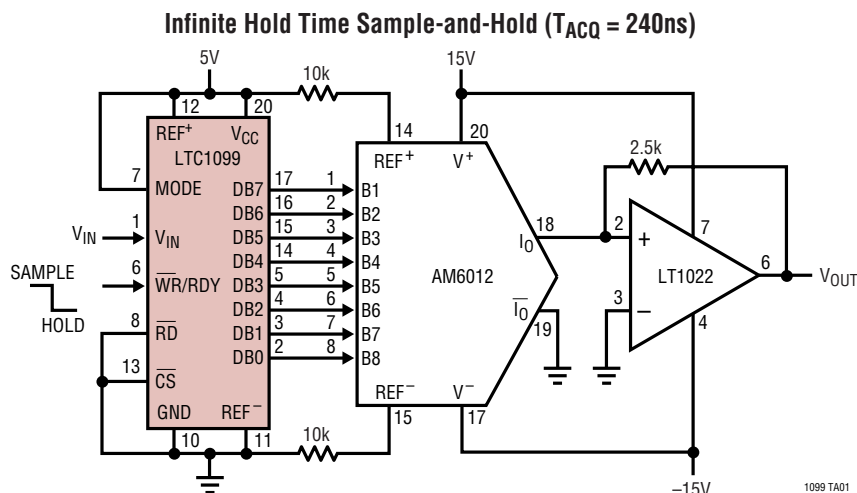 Infinite Hold Time Sample-and-Hold (TACQ = 240ns)
5V
10k
15V
12
20
14
20
REF+
VCC
LTC1099
REF+
V+
2.5k
7
MODE
DB7
17
1
B1
DB6
16
2
B2
DB5
15
3
B3
DB4
14
4
B4
DB3
5
5
B5
DB2
4
6
B6
DB1
3
7
B7
DB0
2
8
B8
VIN
1
VIN
SAMPLE
HOLD
6
WR/RDY
8
RD
13
CS
GND
REF−
10
11
10k
AM6012
IO
18
IO
19
REF−
V−
15
17
2
+
3
−
LT1022
7
6
4
VOUT
–15V
1099 TA01